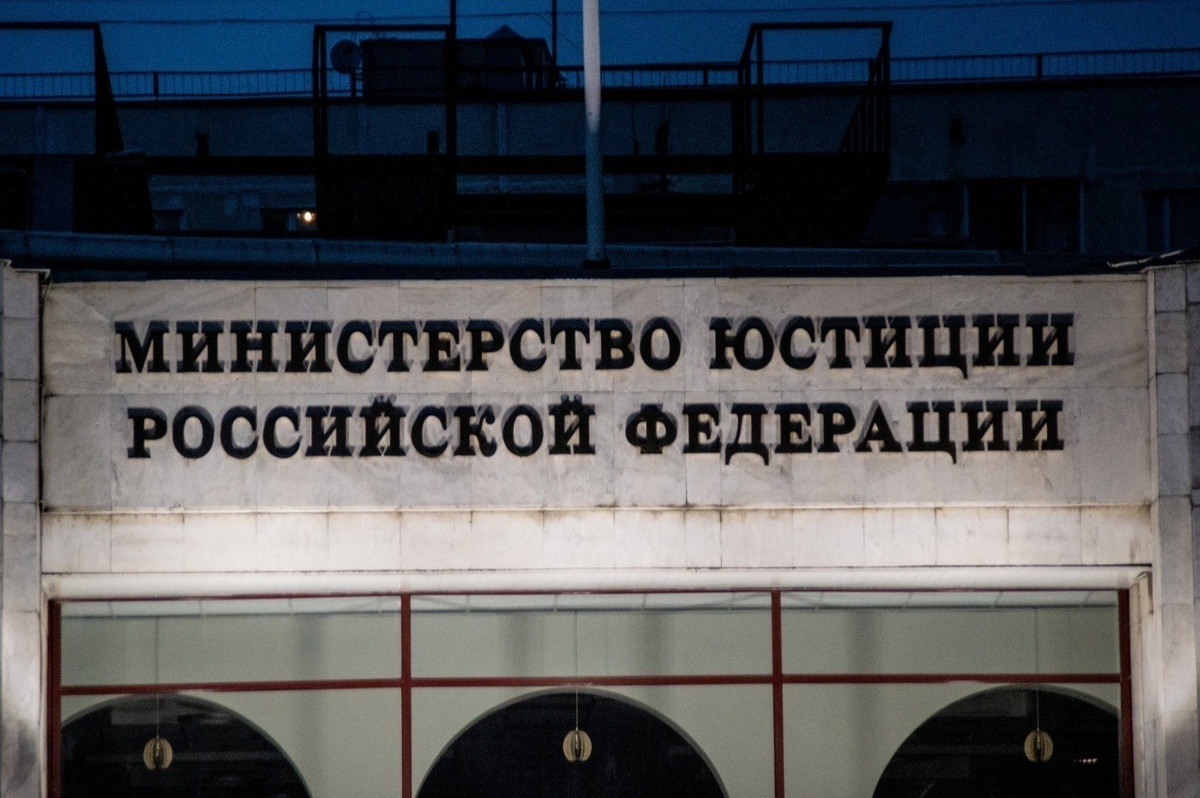 МИНИСТЕРСТВО ЮСТИЦИИ
РОССИЙСКОЙ ФЕДЕРАЦИИ